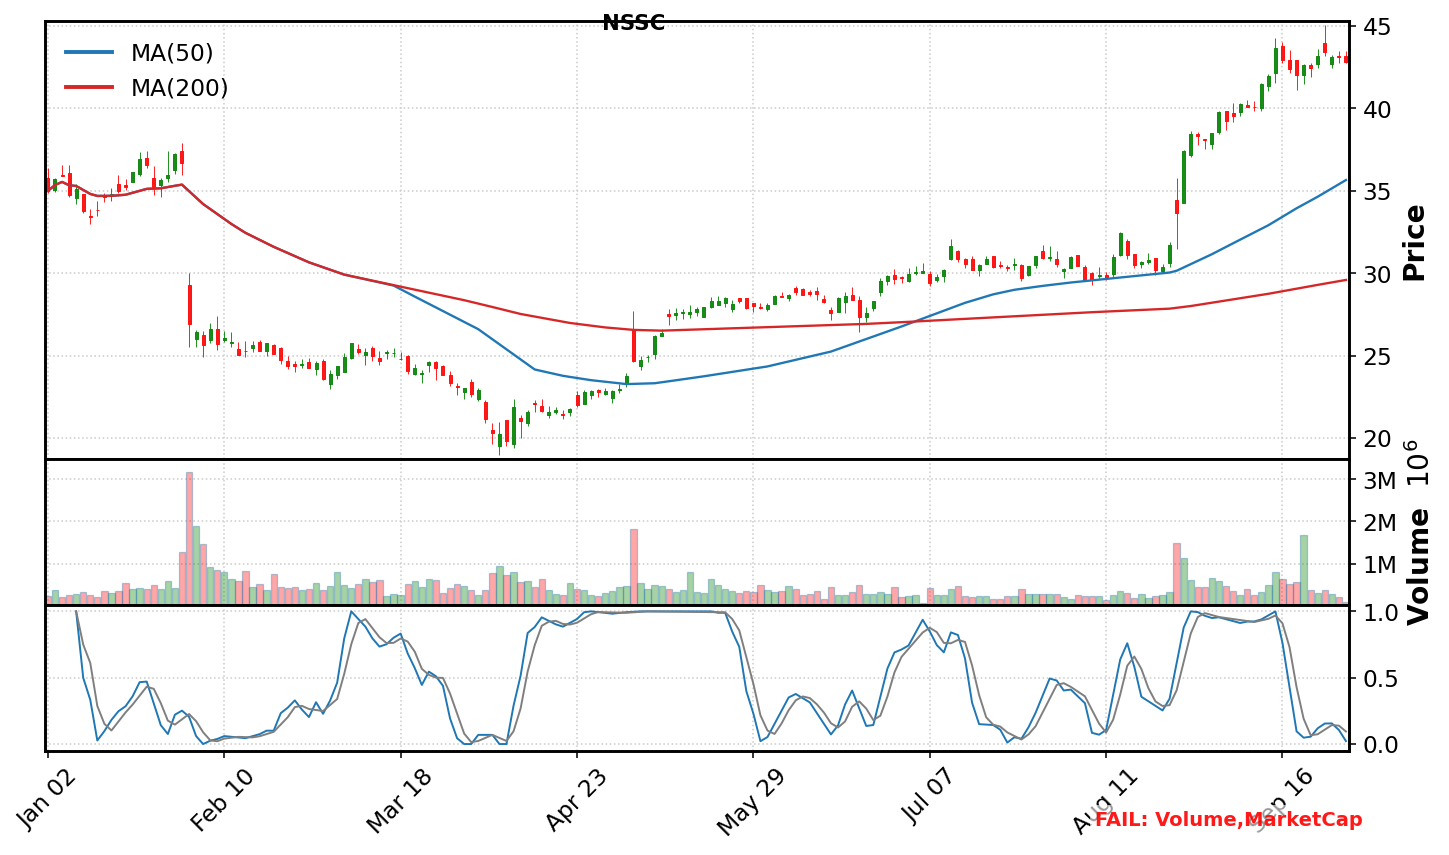 NSSC
MA(50)
MA(200)
45
40
35
30
25
20
Price
3M
2M
1M
Volume 10^6
1.0
0.5
0.0
Jan 02
Feb 10
Mar 18
Apr 23
May 29
Jul 07
Aug 11
Sep 16
FAIL: Volume,MarketCap